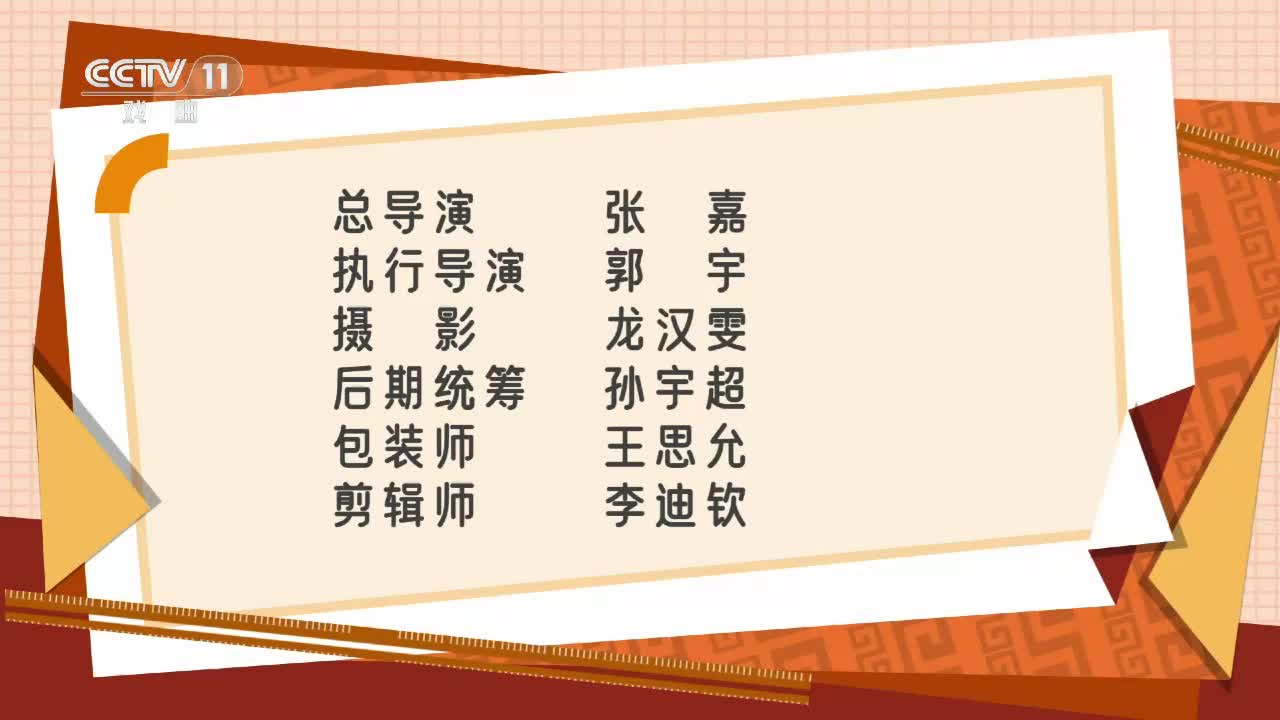 CCTV 11
戏曲
总导演 张嘉
执行导演 郭宇
摄影 龙汉雯
后期统筹 孙宇超
包装师 王思允
剪辑师 李迪钦